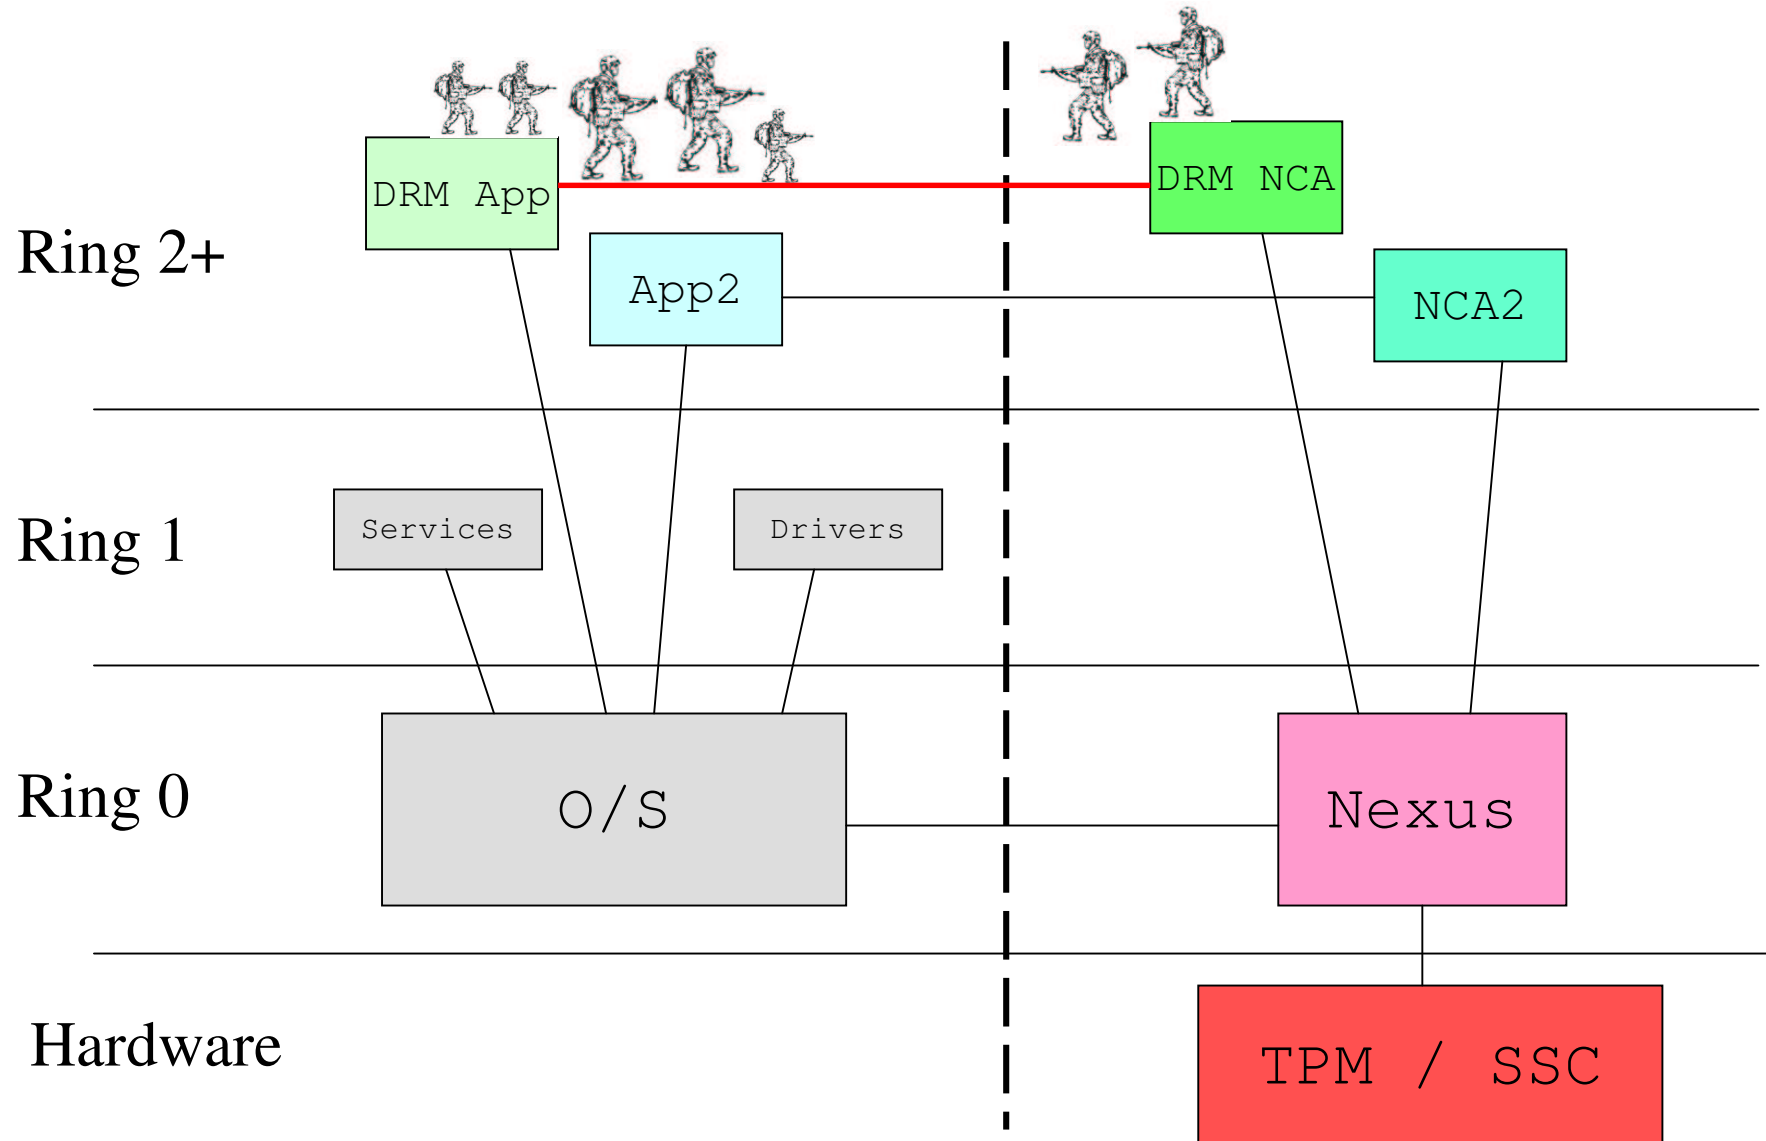 DRM App
DRM NCA
Ring 2+
App2
NCA2
Ring 1
Services
Drivers
Ring 0
O/S
Nexus
Hardware
TPM / SSC